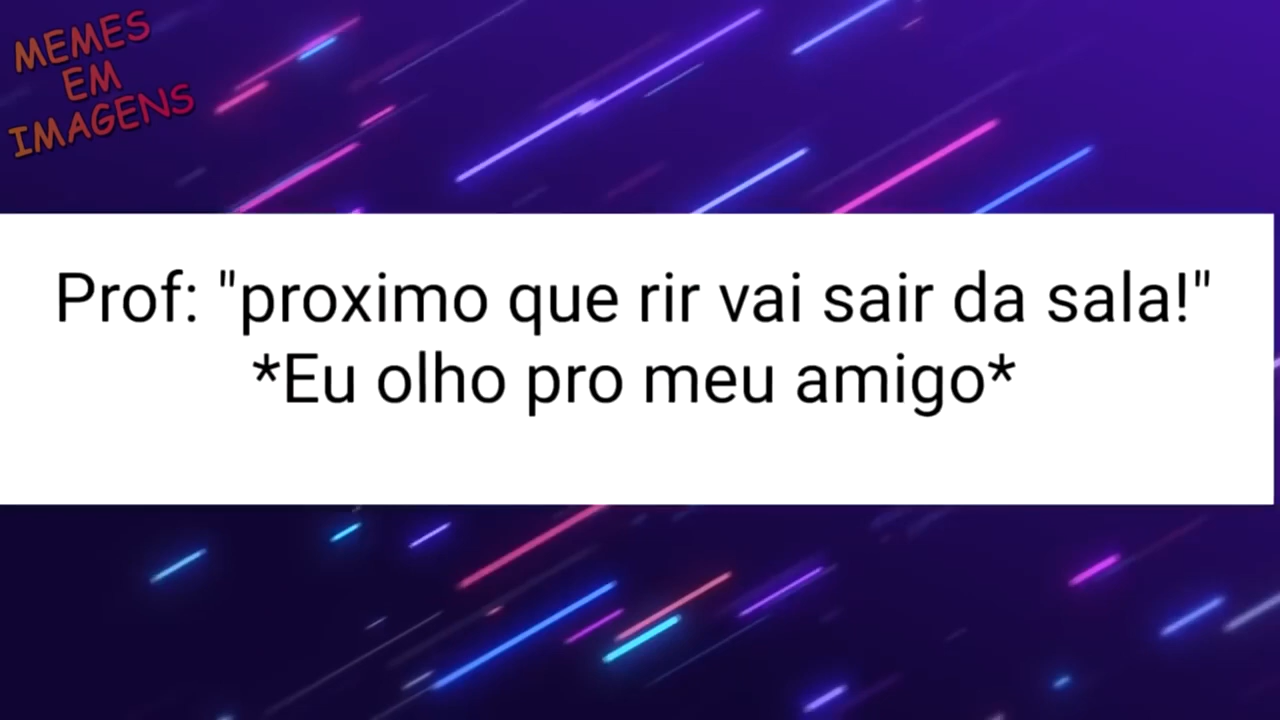 MEMES
EM
IMAGENS
Prof: "proximo que rir vai sair da sala!"
*Eu olho pro meu amigo*